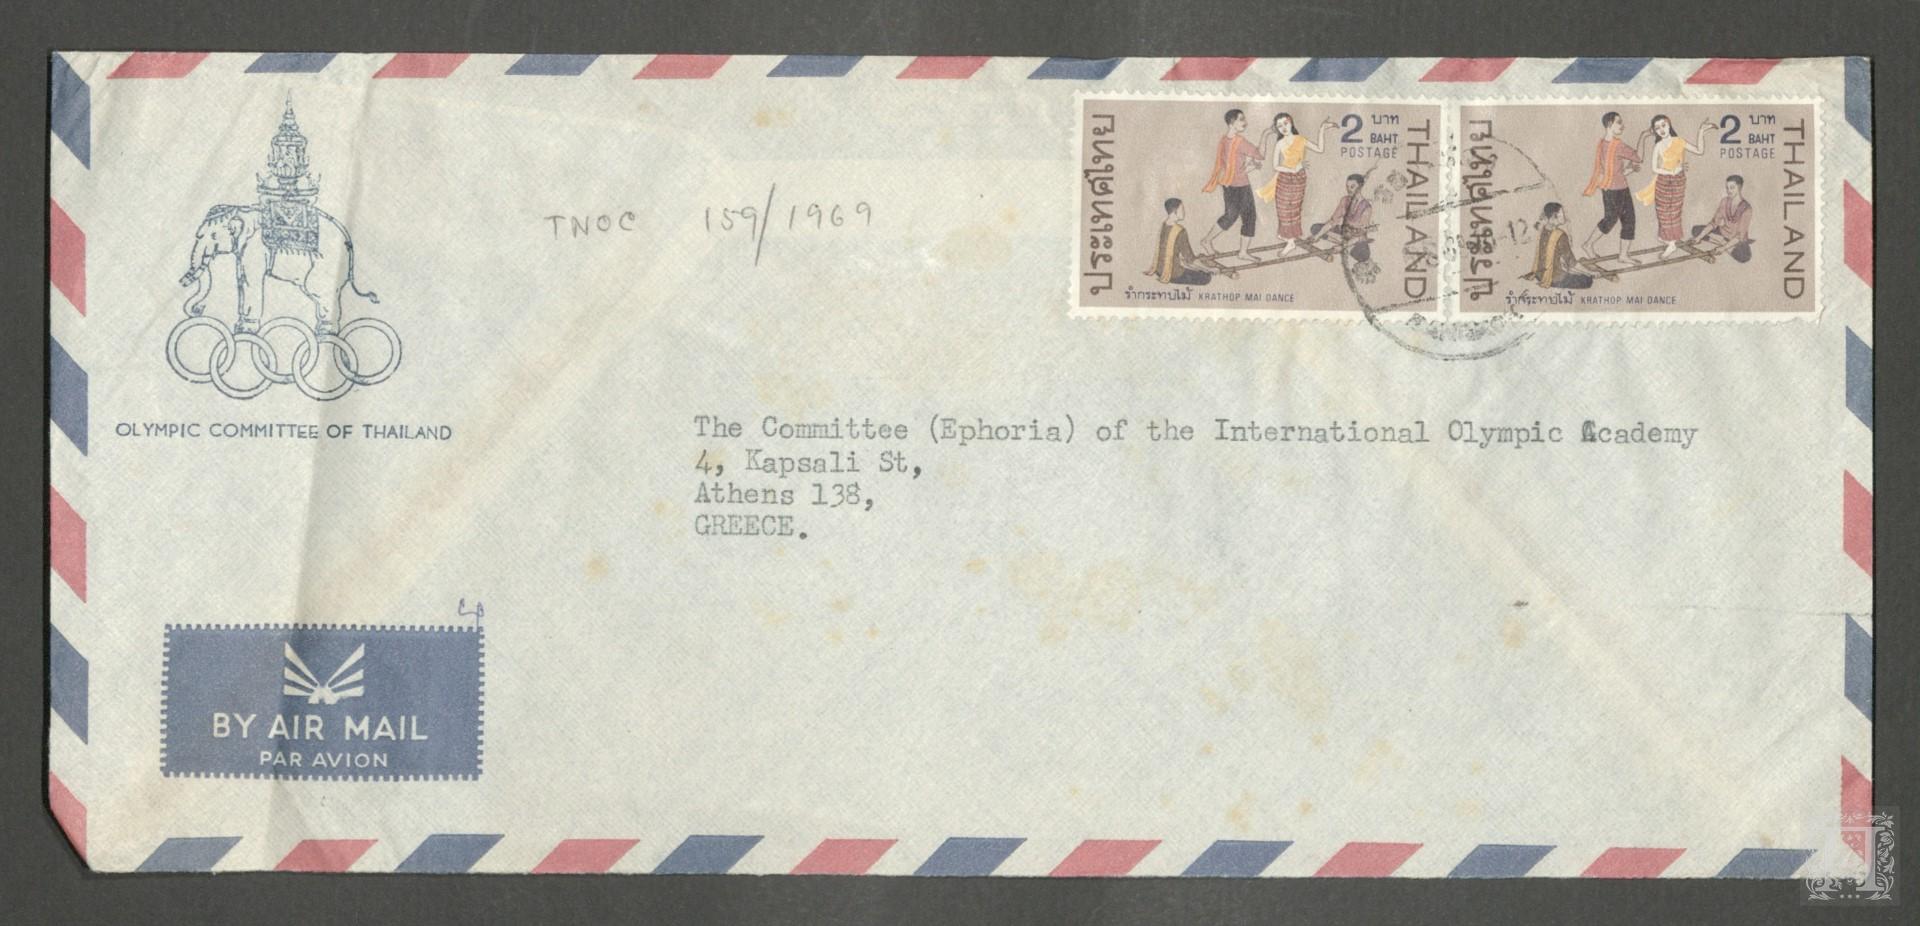 TNOC 159/1969
ประเทศไทย
2 บาท
BAHT
POSTAGE
THAILAND
รำกระทบไม้ KRATHOP MAI DANCE
ประเทศไทย
2 บาท
BAHT
POSTAGE
THAILAND
รำกระทบไม้ KRATHOP MAI DANCE
BANGKOK
OLYMPIC COMMITTEE OF THAILAND
The Committee (Ephoria) of the International Olympic Academy
4, Kapsali St,
Athens 138,
GREECE.
BY AIR MAIL
PAR AVION